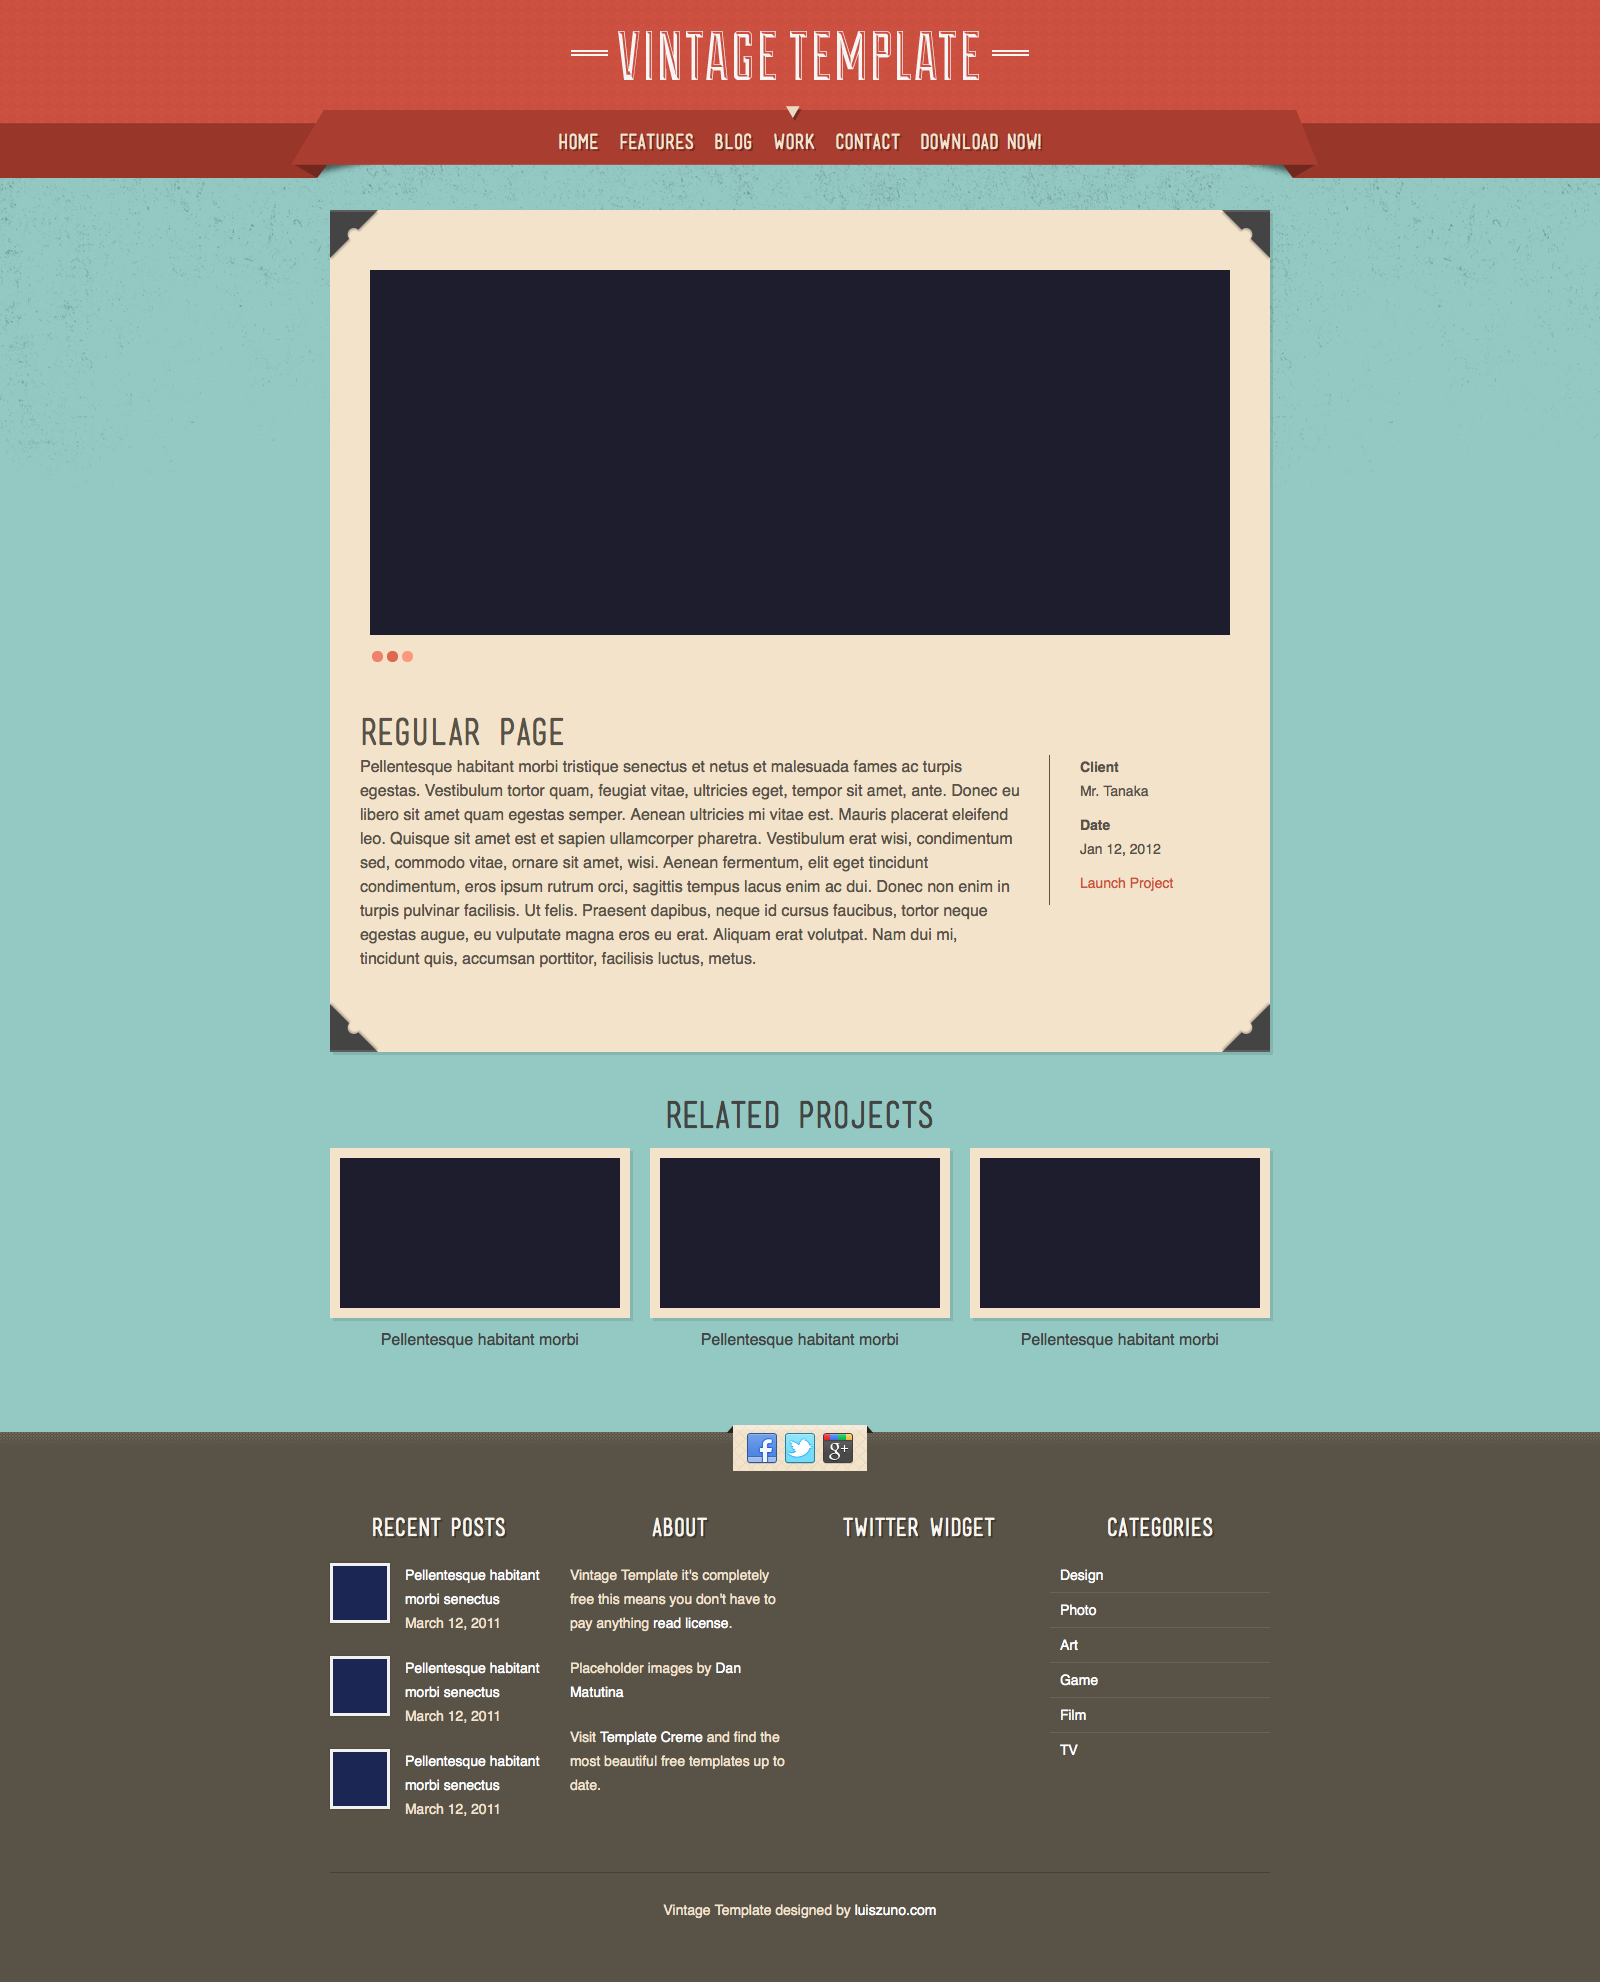 VINTAGE TEMPLATE
HOME FEATURES BLOG WORK CONTACT DOWNLOAD NOW!
REGULAR PAGE
Pellentesque habitant morbi tristique senectus et netus et malesuada fames ac turpis
egestas. Vestibulum tortor quam, feugiat vitae, ultricies eget, tempor sit amet, ante. Donec eu
libero sit amet quam egestas semper. Aenean ultricies mi vitae est. Mauris placerat eleifend
leo. Quisque sit amet est et sapien ullamcorper pharetra. Vestibulum erat wisi, condimentum
sed, commodo vitae, ornare sit amet, wisi. Aenean fermentum, elit eget tincidunt
condimentum, eros ipsum rutrum orci, sagittis tempus lacus enim ac dui. Donec non enim in
turpis pulvinar facilisis. Ut felis. Praesent dapibus, neque id cursus faucibus, tortor neque
egestas augue, eu vulputate magna eros eu erat. Aliquam erat volutpat. Nam dui mi,
tincidunt quis, accumsan porttitor, facilisis luctus, metus.
Client
Mr. Tanaka
Date
Jan 12, 2012
Launch Project
RELATED PROJECTS
Pellentesque habitant morbi
Pellentesque habitant morbi
Pellentesque habitant morbi
f
g+
RECENT POSTS
Pellentesque habitant
morbi senectus
March 12, 2011
Pellentesque habitant
morbi senectus
March 12, 2011
Pellentesque habitant
morbi senectus
March 12, 2011
ABOUT
Vintage Template it's completely
free this means you don't have to
pay anything read license.
Placeholder images by Dan
Matutina
Visit Template Creme and find the
most beautiful free templates up to
date.
TWITTER WIDGET
CATEGORIES
Design
Photo
Art
Game
Film
TV
Vintage Template designed by luiszuno.com